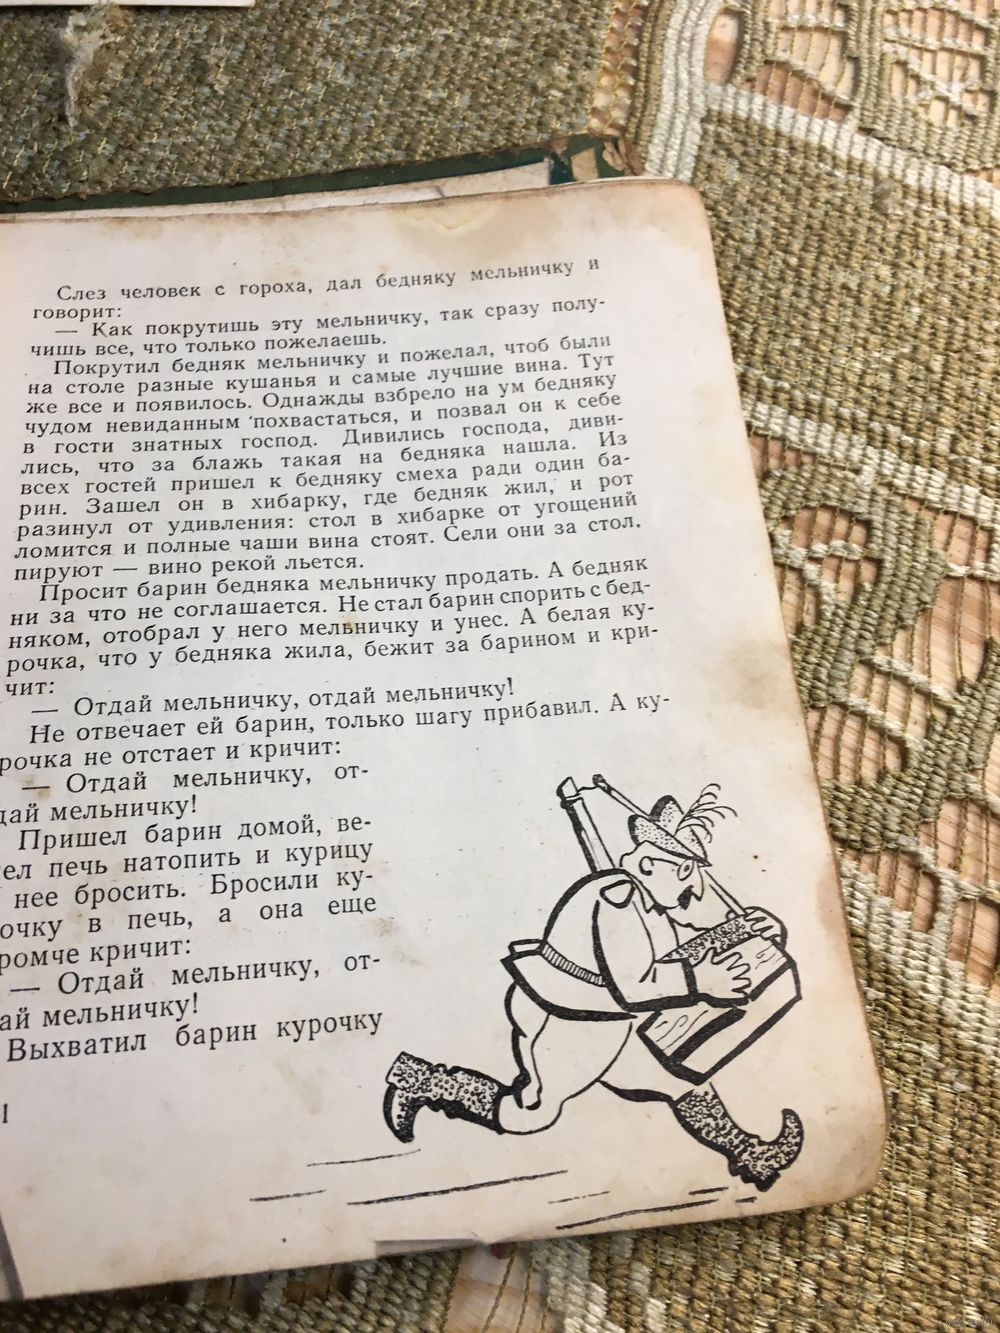 Слез человек с гороха, дал бедняку мельничку и
говорит:
— Как покрутишь эту мельничку, так сразу полу-
чишь все, что только пожелаешь.
Покрутил бедняк мельничку и пожелал, чтоб были
на столе разные кушанья и самые лучшие вина. Тут
же все и появилось. Однажды взбрело на ум бедняку
чудом невиданным похвастаться, и позвал он к себе
в гости знатных господ. Дивились господа, диви-
лись, что за блажь такая на бедняка нашла. Из
всех гостей пришел к бедняку смеха ради один ба-
рин. Зашел он в хибарку, где бедняк жил, и рот
разинул от удивления: стол в хибарке от угощений
ломится и полные чаши вина стоят. Сели они за стол,
пируют — вино рекой льется.
Просит барин бедняка мельничку продать. А бедняк
ни за что не соглашается. Не стал барин спорить с бед-
няком, отобрал у него мельничку и унес. А белая ку-
рочка, что у бедняка жила, бежит за барином и кри-
чит:
— Отдай мельничку, отдай мельничку!
Не отвечает ей барин, только шагу прибавил. А ку-
рочка не отстает и кричит:
— Отдай мельничку, от-
дай мельничку!
Пришел барин домой, ве-
ел печь натопить и курицу
нее бросить. Бросили ку-
очку в печь, а она еще
ромче кричит:
— Отдай мельничку, от-
ай мельничку!
Выхватил барин курочку